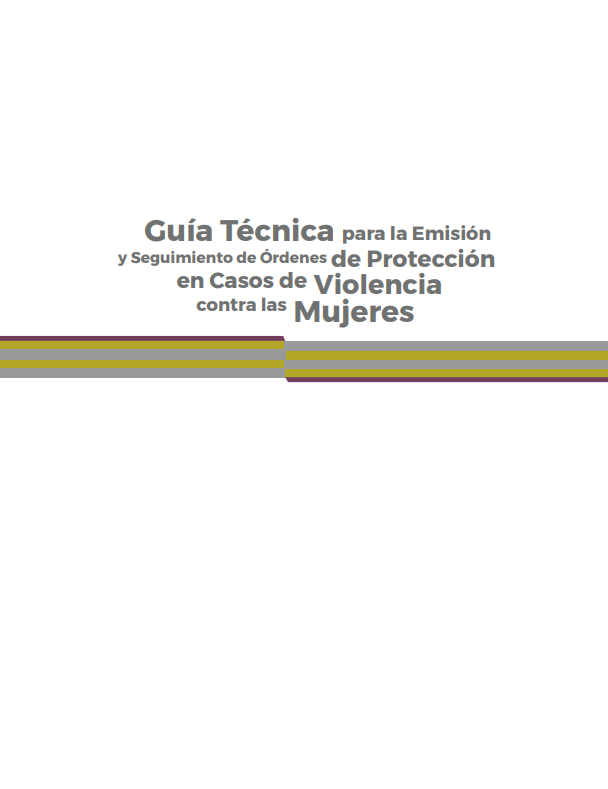 Guía Técnica para la Emisión
y Seguimiento de Órdenes de Protección
en Casos de Violencia
contra las Mujeres